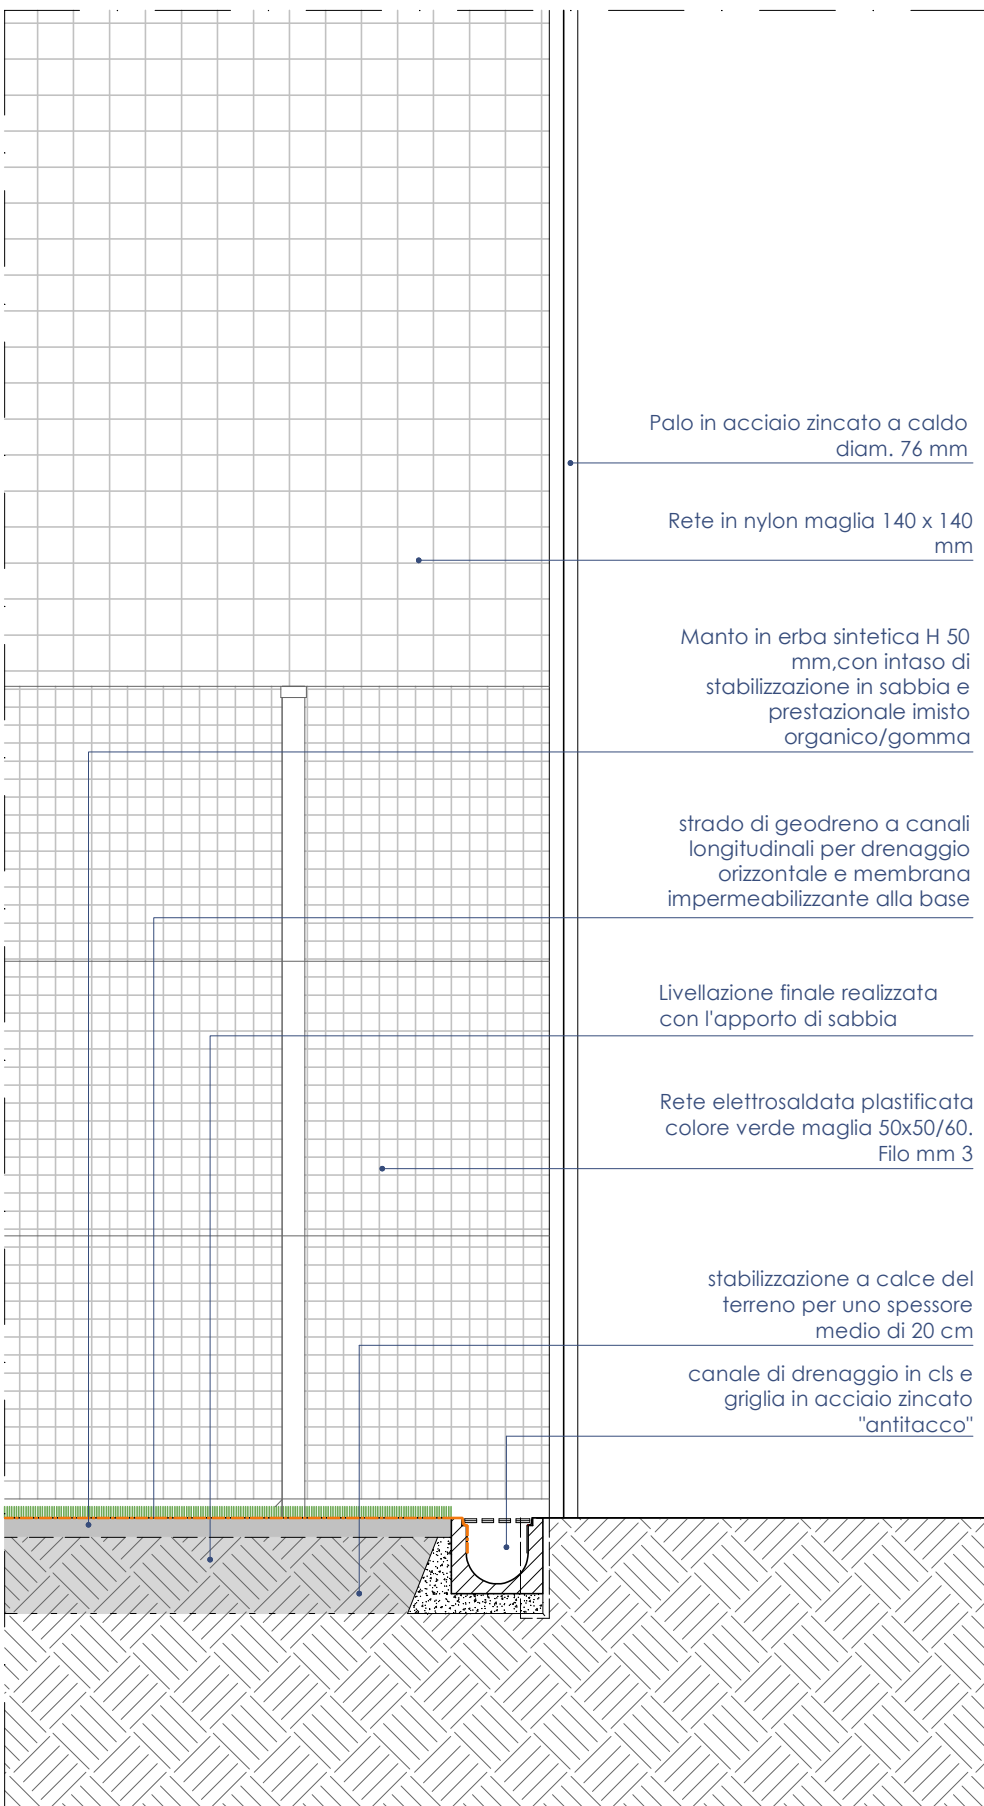 Palo in acciaio zincato a caldo
diam. 76 mm
Rete in nylon maglia 140 x 140
mm
Manto in erba sintetica H 50
mm,con intaso di
stabilizzazione in sabbia e
prestazionale imisto
organico/gomma
strado di geodreno a canali
longitudinali per drenaggio
orizzontale e membrana
impermeabilizzante alla base
Livellazione finale realizzata
con l'apporto di sabbia
Rete elettrosaldata plastificata
colore verde maglia 50x50/60.
Filo mm 3
stabilizzazione a calce del
terreno per uno spessore
medio di 20 cm
canale di drenaggio in cls e
griglia in acciaio zincato
"antitacco"